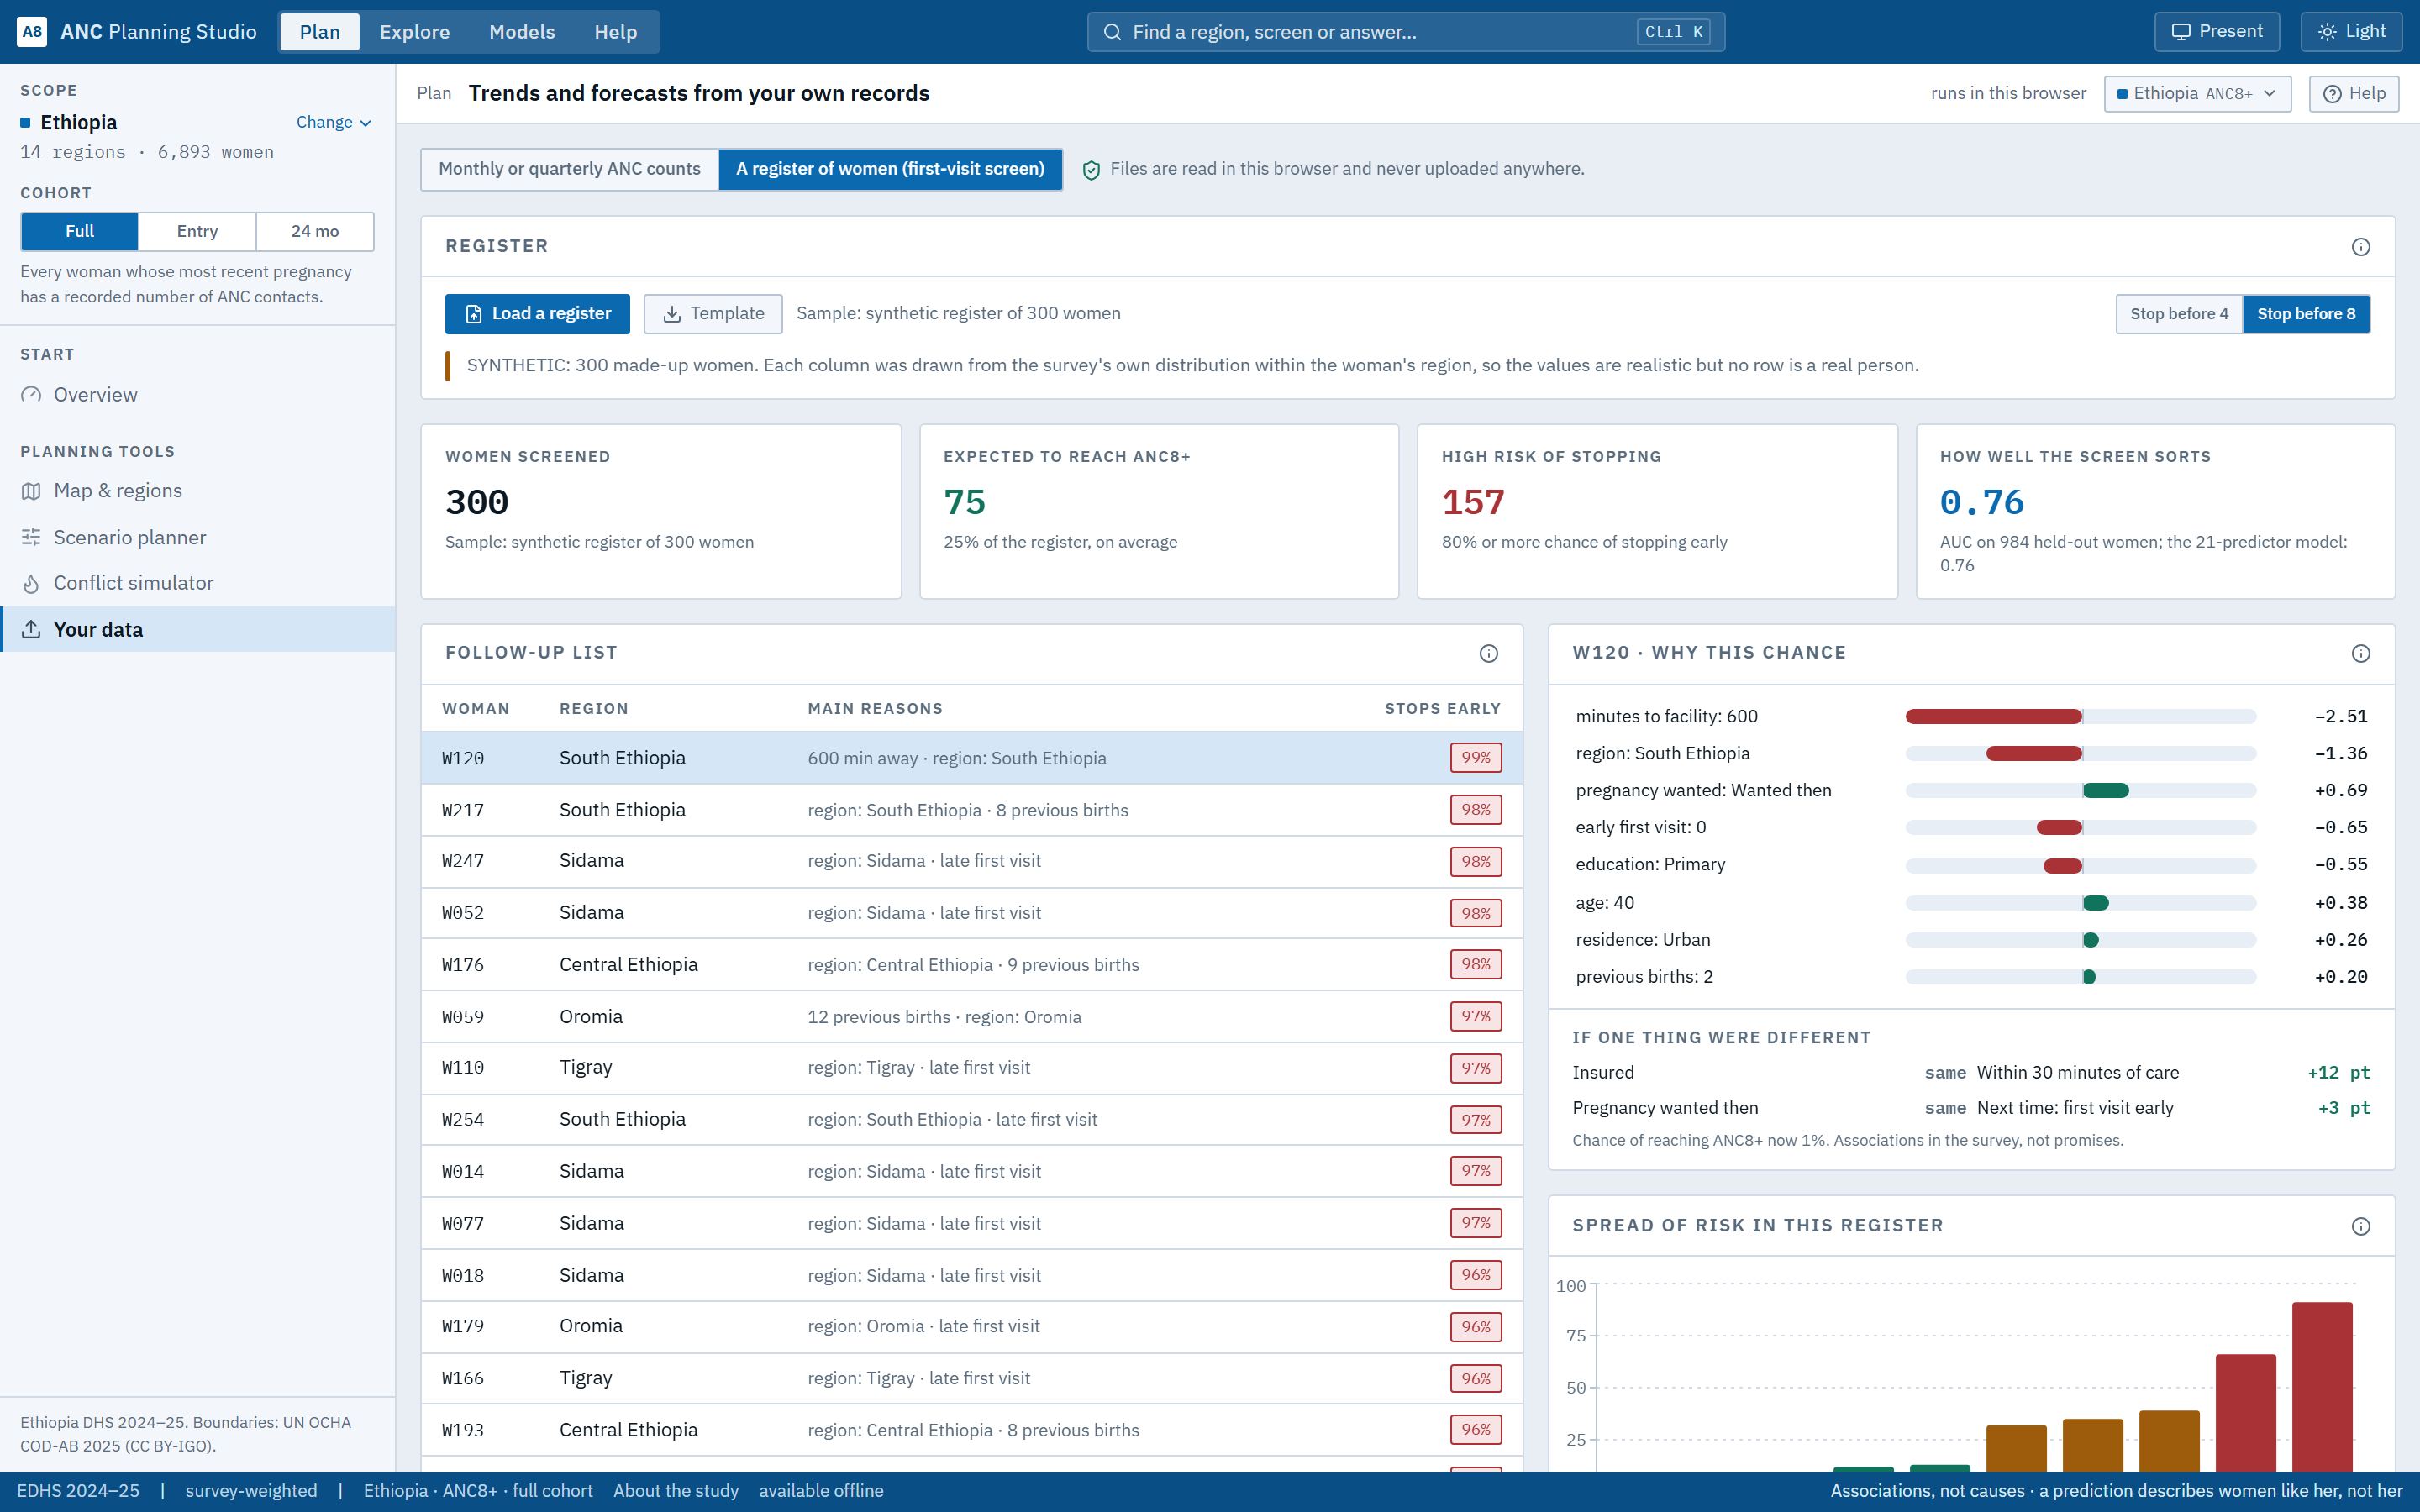 A8 ANC Planning Studio Plan Explore Models Help Find a region, screen or answer... Ctrl K Present Light
SCOPE
Ethiopia Change
14 regions · 6,893 women
COHORT
Full Entry 24 mo
Every woman whose most recent pregnancy
has a recorded number of ANC contacts.
START
Overview
PLANNING TOOLS
Map & regions
Scenario planner
Conflict simulator
Your data
Ethiopia DHS 2024–25. Boundaries: UN OCHA
COD-AB 2025 (CC BY-IGO).
Plan Trends and forecasts from your own records runs in this browser Ethiopia ANC8+ Help
Monthly or quarterly ANC counts A register of women (first-visit screen) Files are read in this browser and never uploaded anywhere.
REGISTER
Load a register Template Sample: synthetic register of 300 women Stop before 4 Stop before 8
SYNTHETIC: 300 made-up women. Each column was drawn from the survey's own distribution within the woman's region, so the values are realistic but no row is a real person.
WOMEN SCREENED
300
Sample: synthetic register of 300 women
EXPECTED TO REACH ANC8+
75
25% of the register, on average
HIGH RISK OF STOPPING
157
80% or more chance of stopping early
HOW WELL THE SCREEN SORTS
0.76
AUC on 984 held-out women; the 21-predictor model:
0.76
FOLLOW-UP LIST
WOMAN REGION MAIN REASONS STOPS EARLY
W120 South Ethiopia 600 min away · region: South Ethiopia 99%
W217 South Ethiopia region: South Ethiopia · 8 previous births 98%
W247 Sidama region: Sidama · late first visit 98%
W052 Sidama region: Sidama · late first visit 98%
W176 Central Ethiopia region: Central Ethiopia · 9 previous births 98%
W059 Oromia 12 previous births · region: Oromia 97%
W110 Tigray region: Tigray · late first visit 97%
W254 South Ethiopia region: South Ethiopia · late first visit 97%
W014 Sidama region: Sidama · late first visit 97%
W077 Sidama region: Sidama · late first visit 97%
W018 Sidama region: Sidama · late first visit 96%
W179 Oromia region: Oromia · late first visit 96%
W166 Tigray region: Tigray · late first visit 96%
W193 Central Ethiopia region: Central Ethiopia · 8 previous births 96%
W120 · WHY THIS CHANCE
minutes to facility: 600 −2.51
region: South Ethiopia −1.36
pregnancy wanted: Wanted then +0.69
early first visit: 0 −0.65
education: Primary −0.55
age: 40 +0.38
residence: Urban +0.26
previous births: 2 +0.20
IF ONE THING WERE DIFFERENT
Insured same Within 30 minutes of care +12 pt
Pregnancy wanted then same Next time: first visit early +3 pt
Chance of reaching ANC8+ now 1%. Associations in the survey, not promises.
SPREAD OF RISK IN THIS REGISTER
100
75
50
25
EDHS 2024–25 | survey-weighted | Ethiopia · ANC8+ · full cohort About the study available offline Associations, not causes · a prediction describes women like her, not her